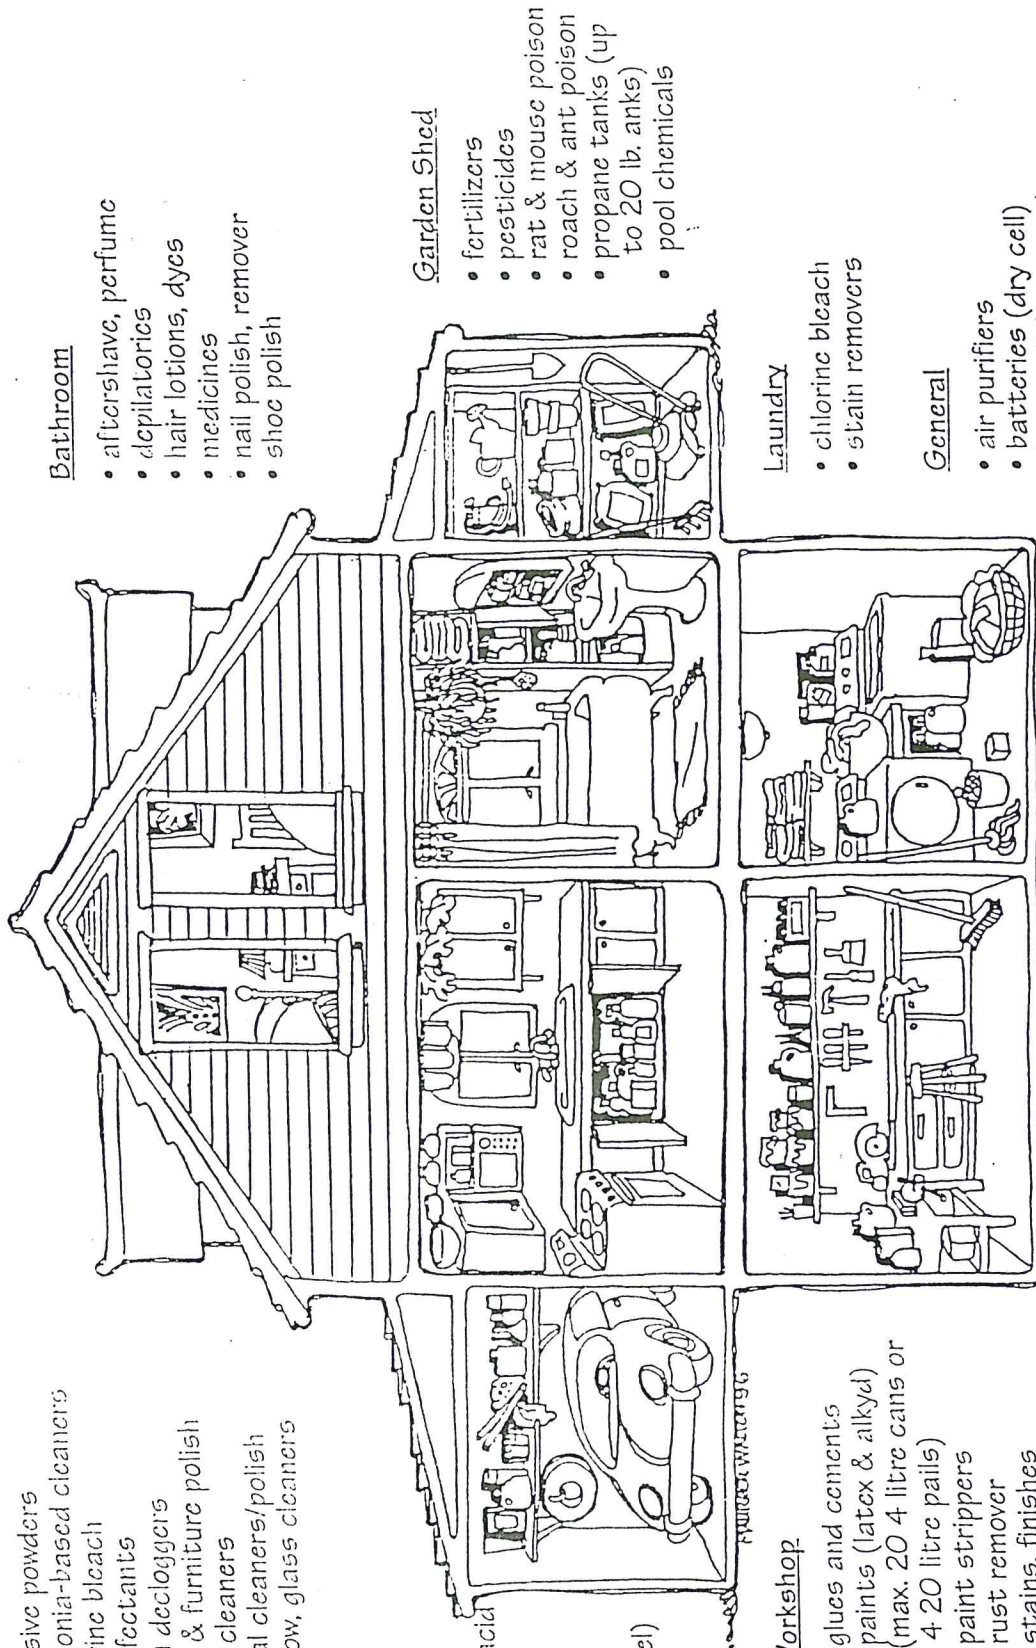 sive powders
onia-based cleaners
ine bleach
fectants
decloggers
& furniture polish
cleaners
al cleaners/polish
ow, glass cleaners
acid
el)
Workshop
glues and cements
paints (latex & alkyd)
(max. 20 4 litre cans or
4 20 litre pails)
paint strippers
rust remover
stains, finishes
Bathroom
• aftershave, perfume
• depilatories
• hair lotions, dyes
• medicines
• nail polish, remover
• shoe polish
Garden Shed
• fertilizers
• pesticides
• rat & mouse poison
• roach & ant poison
• propane tanks (up
to 20 lb. anks)
• pool chemicals
Laundry
• chlorine bleach
• stain removers
General
• air purifiers
• batteries (dry cell)